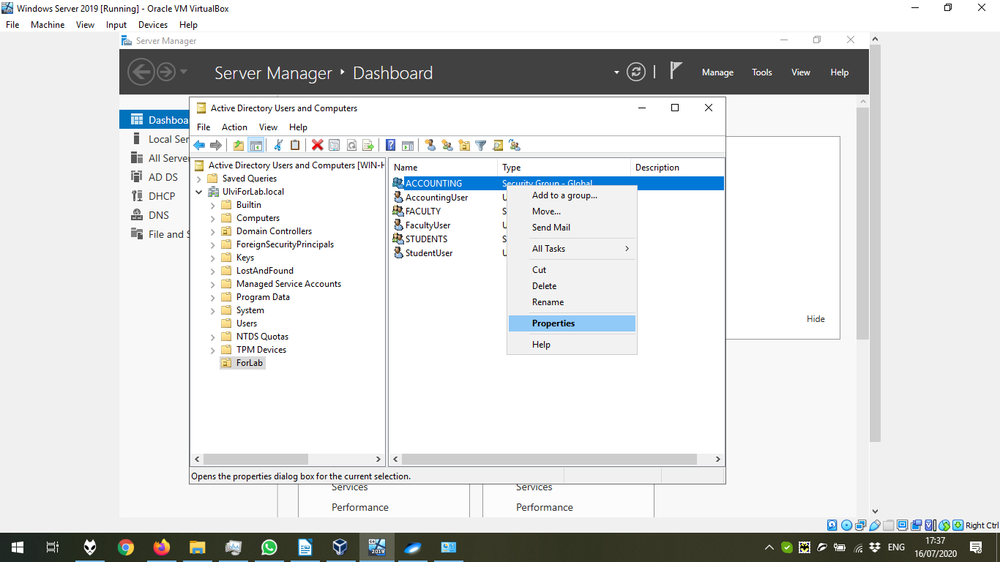 Windows Server 2019 [Running] - Oracle VM VirtualBox
File Machine View Input Devices Help
Server Manager
Server Manager Dashboard
Manage Tools View Help
Dashboa
Local Ser
All Serve
AD DS
DHCP
DNS
File and S
Active Directory Users and Computers
File Action View Help
Active Directory Users and Computers [WIN-H
Saved Queries
UlviForLab.local
Builtin
Computers
Domain Controllers
ForeignSecurityPrincipals
Keys
LostAndFound
Managed Service Accounts
Program Data
System
Users
NTDS Quotas
TPM Devices
ForLab
Name Type Description
ACCOUNTING Security Group - Global
AccountingUser U
FACULTY S
FacultyUser U
STUDENTS S
StudentUser U
Add to a group...
Move...
Send Mail
All Tasks
Cut
Delete
Rename
Properties
Help
Hide
Opens the properties dialog box for the current selection.
Services Services
Performance Performance
Right Ctrl
64
2019
ENG
17:37
16/07/2020